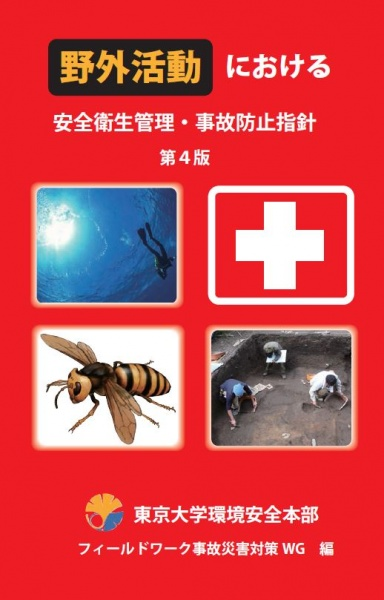 野外活動 における
安全衛生管理・事故防止指針
第４版
東京大学環境安全本部
フィールドワーク事故災害対策 WG　編